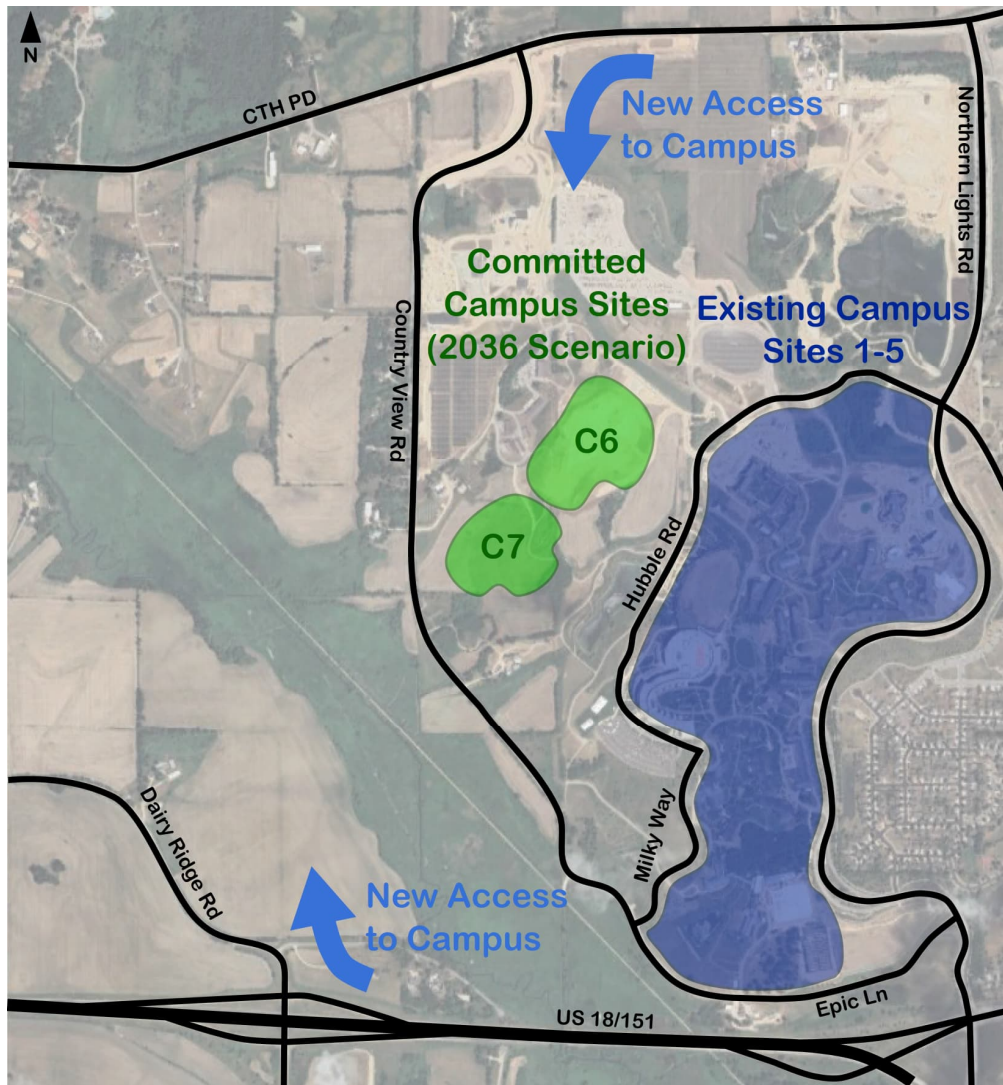 N
CTH PD
New Access
to Campus
Northern Lights Rd
Committed
Campus Sites
(2036 Scenario)
Existing Campus
Sites 1-5
Country View Rd
C6
C7
Hubble Rd
Dairy Ridge Rd
Milky Way
New Access
to Campus
Epic Ln
US 18/151